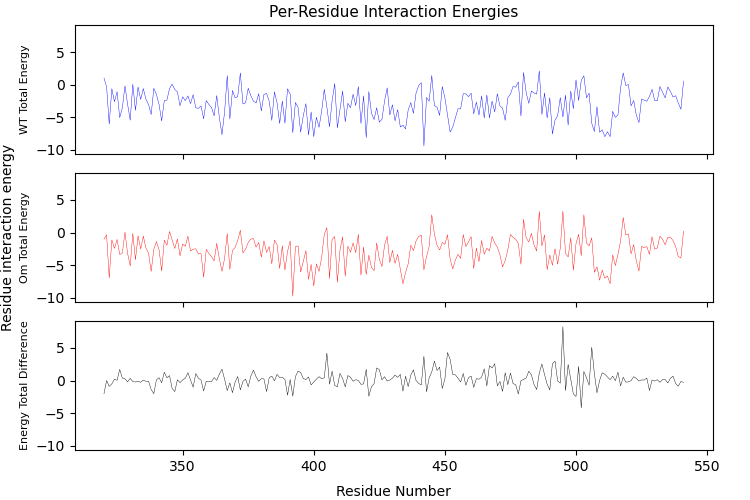 Per-Residue Interaction Energies
Residue interaction energy
WT Total Energy
5
0
−5
−10
Om Total Energy
5
0
−5
−10
Energy Total Difference
5
0
−5
−10
350
400
450
500
550
Residue Number